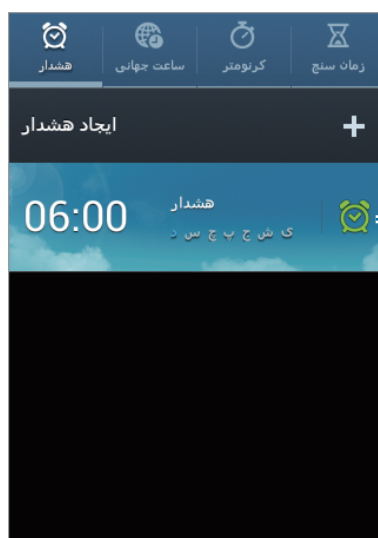 هشدار
ساعت جهانی
کرنومتر
زمان سنج
ایجاد هشدار
06:00
هشدار
ی ش ج پ چ س د